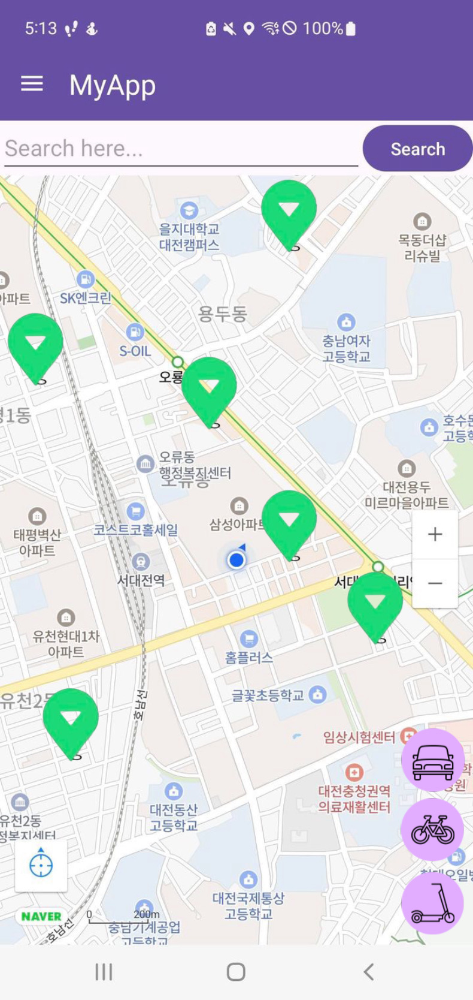 5:13
100%
MyApp
Search here...
Search
을지대학교
대전캠퍼스
목동더샵
리슈빌
아파트
SK엔크린
용두동
S-OIL
충남여자
고등학교
오룡
1동
고등학
오류동
행정복지센터
오류동
대전용두
미르마을아파트
삼성아파트
코스트코홀세일
태평벽산
아파트
서대전역
서대
유천현대1차
아파트
홈플러스
글꽃초등학교
유천2동
호남선
임상시험센터
대전충청권역
의료재활센터
대전동산
고등학교
유천2동
정복지센터
대전국제통상
고등학교
NAVER
0
200m
충남기계공업
고등학교
호남선